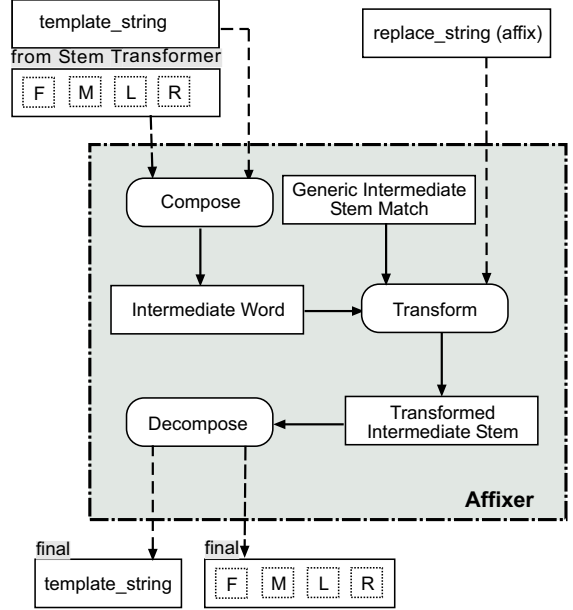 template_string
replace_string (affix)
from Stem Transformer
F M L R
Compose
Generic Intermediate
Stem Match
Intermediate Word
Transform
Decompose
Transformed
Intermediate Stem
Affixer
final
final
template_string
F M L R